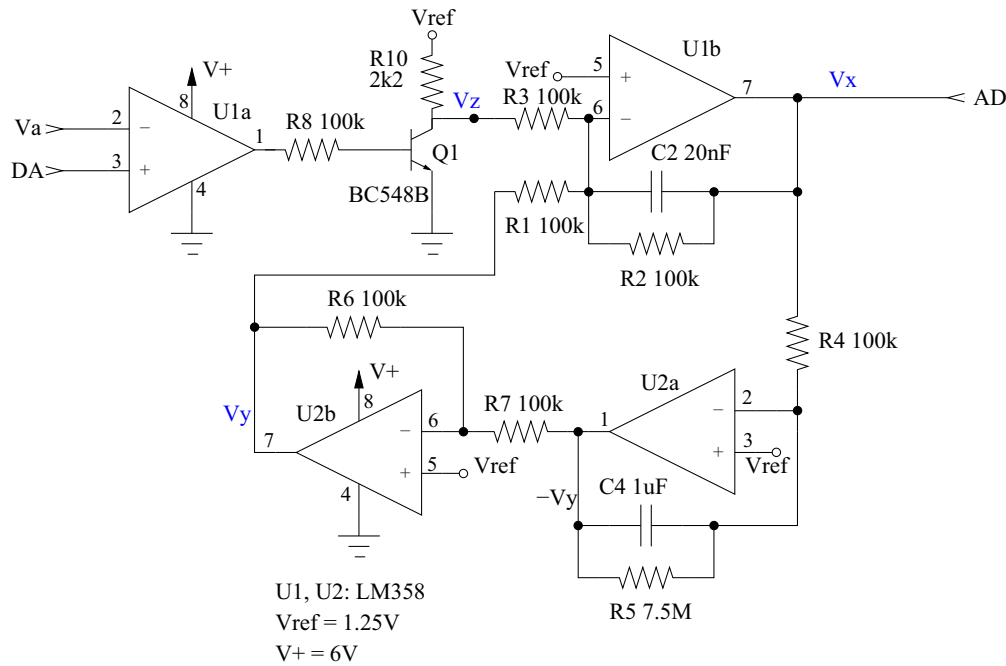 Vref
R10
2k2
V+
U1a
8
2
−
Va
1
R8 100k
3
+
DA
4
Q1
BC548B
Vz
Vref
5
+
U1b
R3 100k
6
−
7
Vx
AD
C2 20nF
R1 100k
R2 100k
R6 100k
R4 100k
V+
U2b
8
Vy
7
6
−
R7 100k
5
+
Vref
4
U2a
1
2
−
3
+
Vref
−Vy
C4 1uF
R5 7.5M
U1, U2: LM358
Vref = 1.25V
V+ = 6V